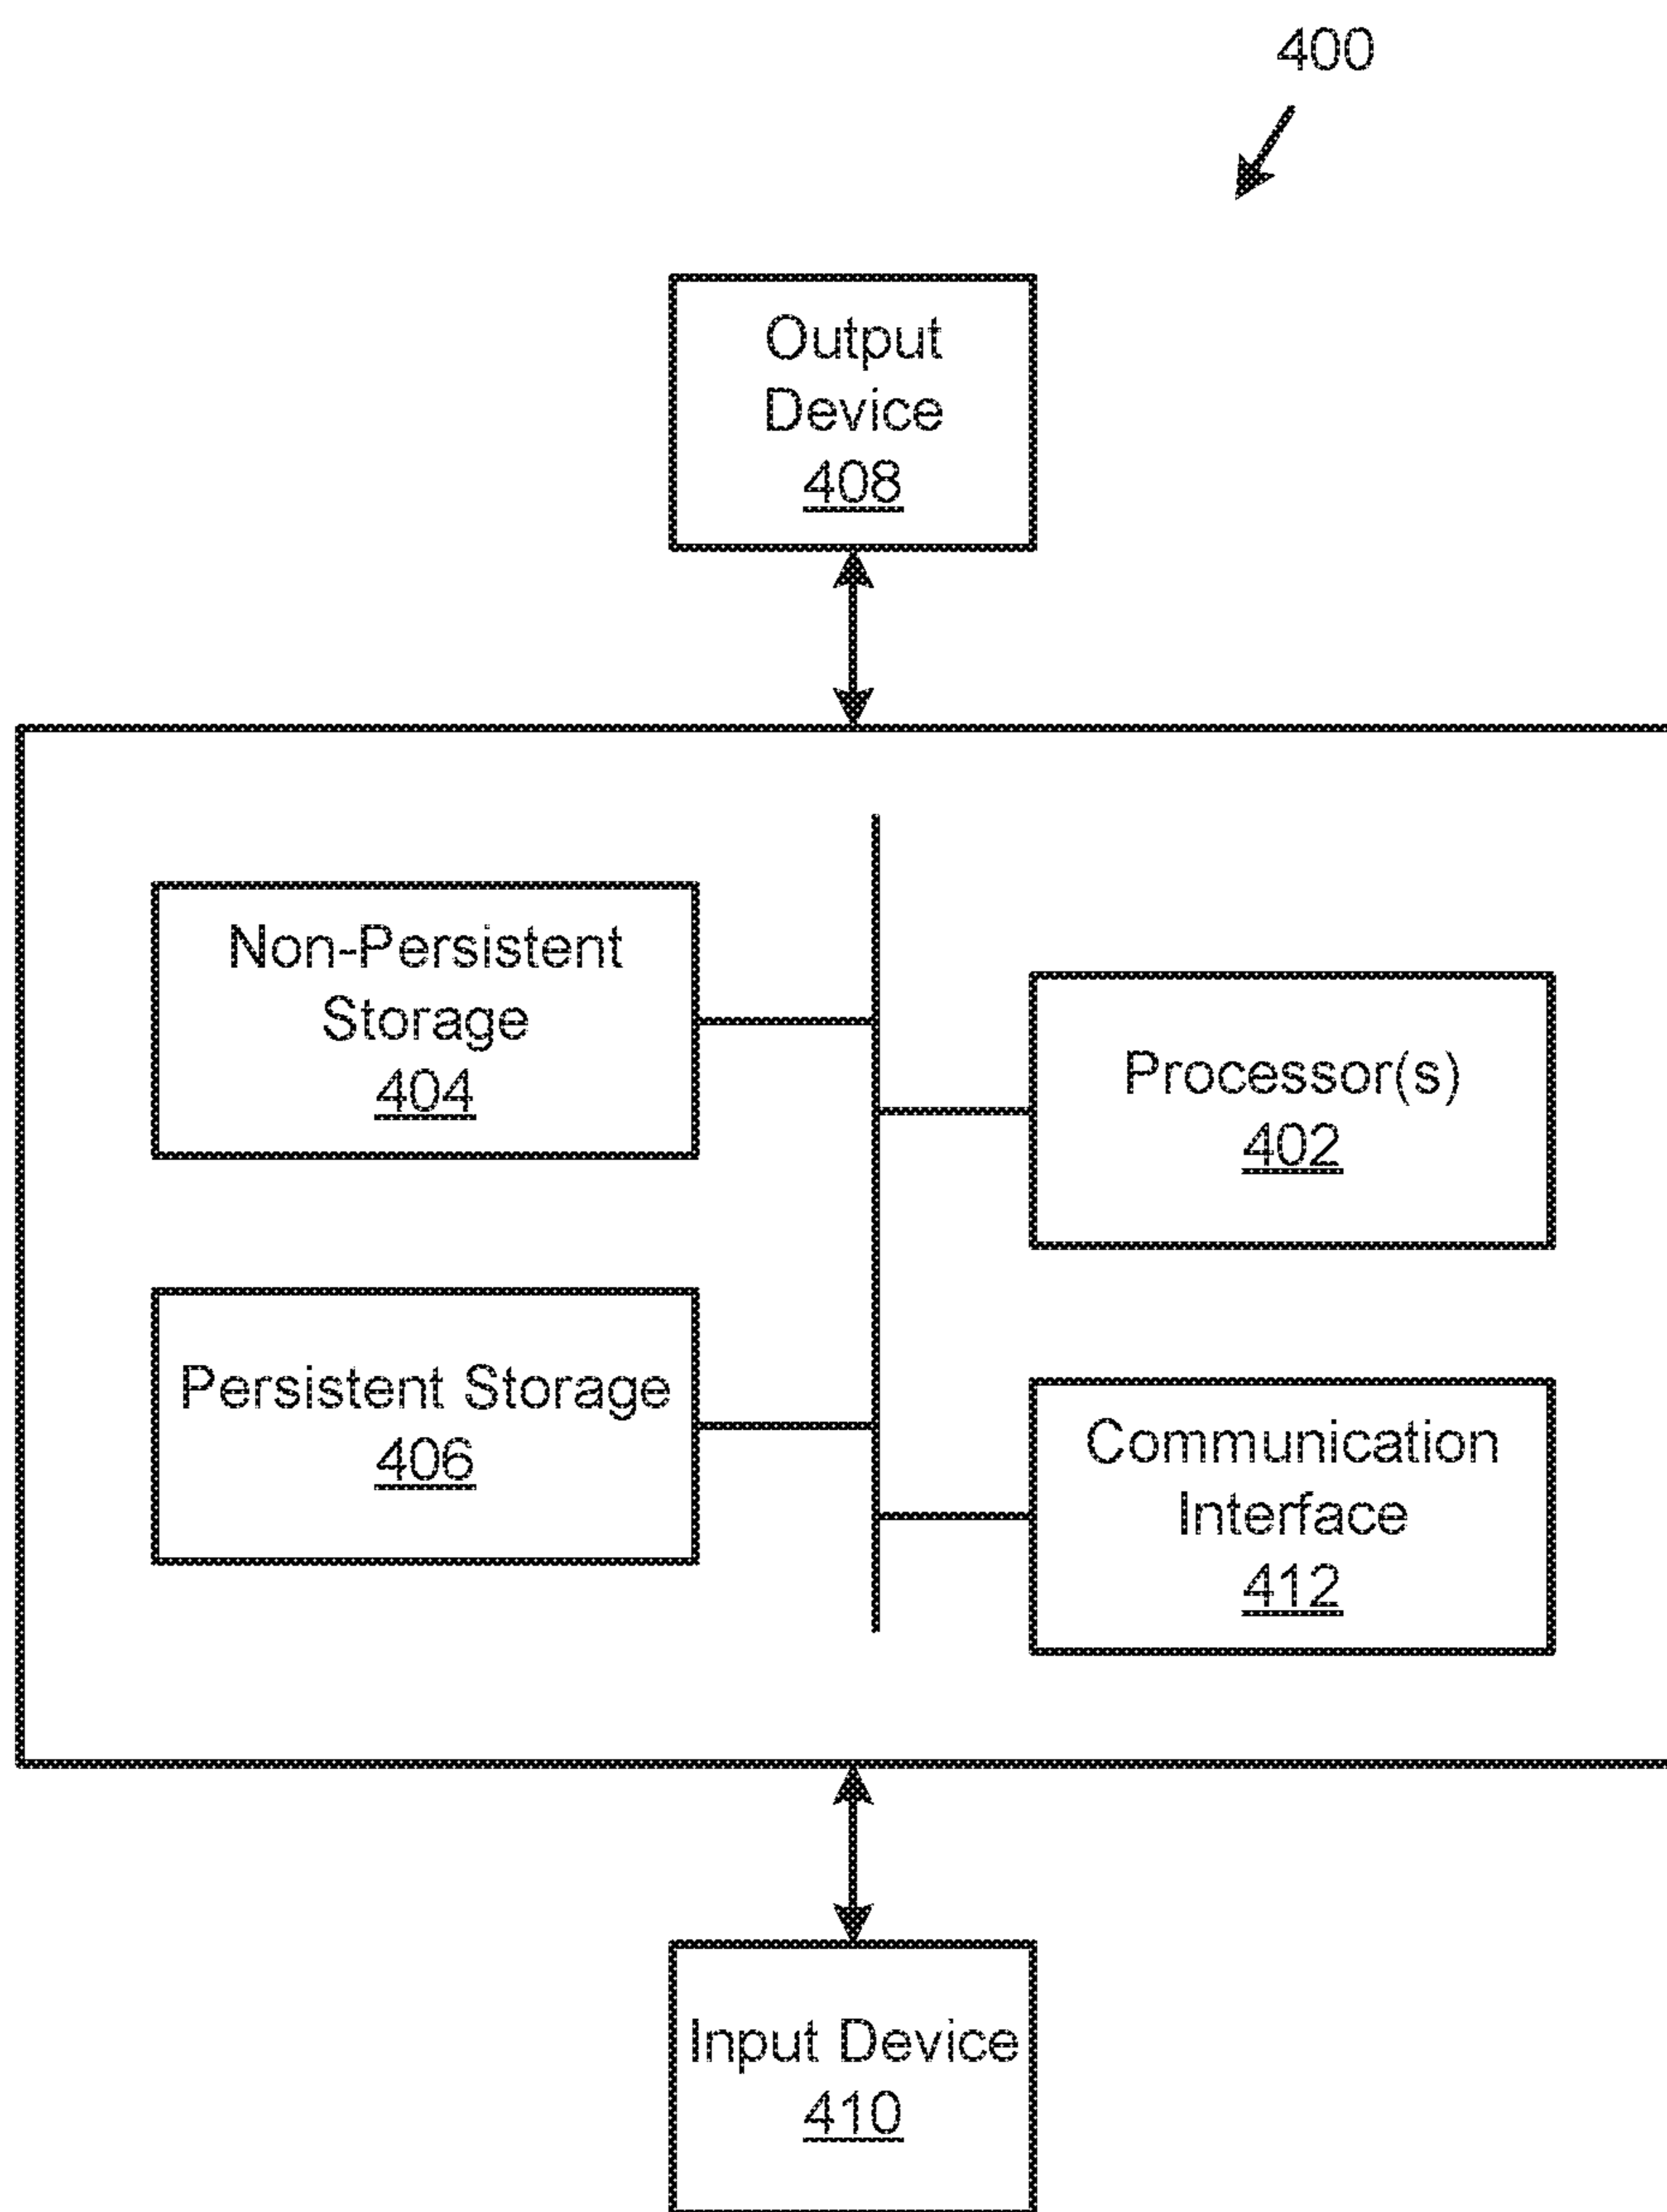 400
Output
Device
408
Non-Persistent
Storage
404
Processor(s)
402
Persistent Storage
406
Communication
Interface
412
Input Device
410